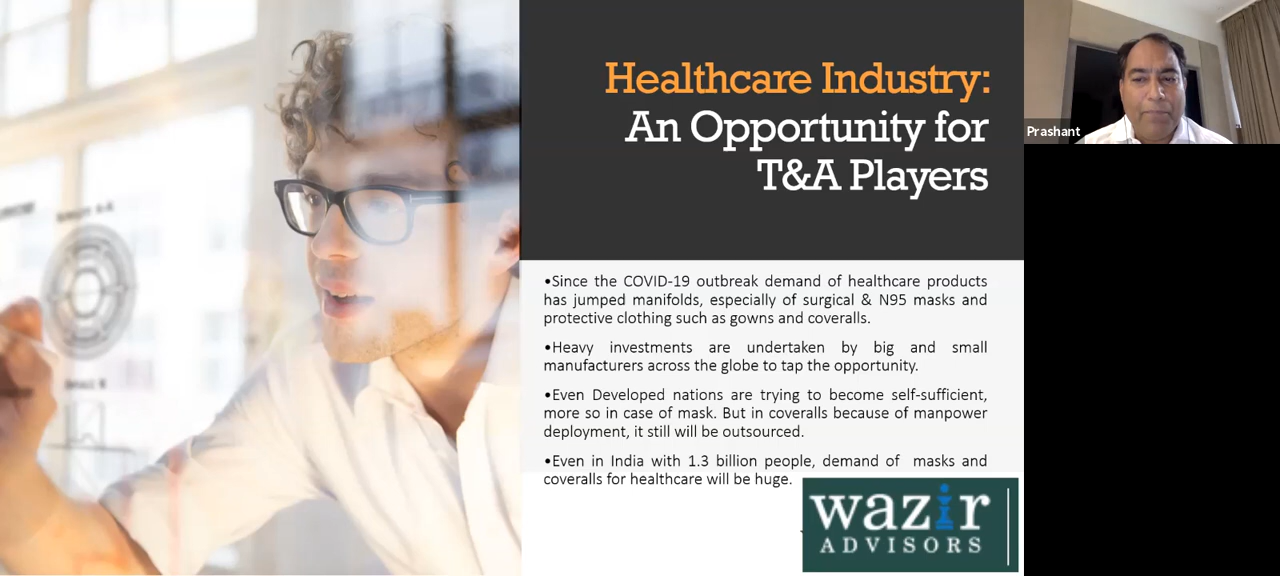 Healthcare Industry:
An Opportunity for
T&A Players
•Since the COVID-19 outbreak demand of healthcare products
has jumped manifolds, especially of surgical & N95 masks and
protective clothing such as gowns and coveralls.
•Heavy investments are undertaken by big and small
manufacturers across the globe to tap the opportunity.
•Even Developed nations are trying to become self-sufficient,
more so in case of mask. But in coveralls because of manpower
deployment, it still will be outsourced.
•Even in India with 1.3 billion people, demand of masks and
coveralls for healthcare will be huge.
wazir
ADVISORS
Prashant